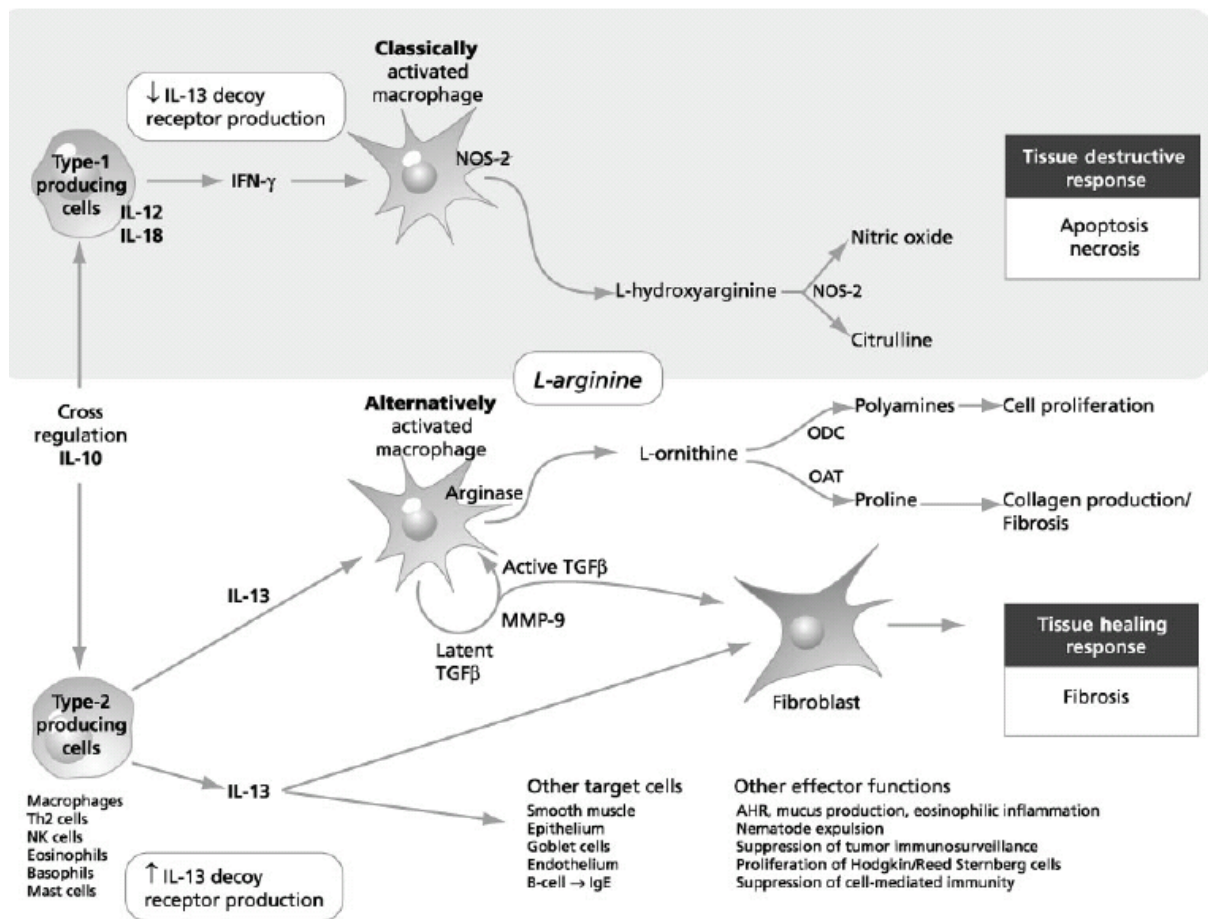 Classically
activated
macrophage
↓ IL-13 decoy
receptor production
NOS-2
Type-1
producing
cells
IL-12
IL-18
IFN-γ
Tissue destructive
response
Apoptosis
necrosis
Nitric oxide
L-hydroxyarginine
NOS-2
Citrulline
L-arginine
Cross
regulation
IL-10
Alternatively
activated
macrophage
Arginase
L-ornithine
ODC
OAT
Polyamines
Cell proliferation
Proline
Collagen production/
Fibrosis
IL-13
Active TGFβ
MMP-9
Latent
TGFβ
Fibroblast
Tissue healing
response
Fibrosis
Type-2
producing
cells
IL-13
Macrophages
Th2 cells
NK cells
Eosinophils
Basophils
Mast cells
↑ IL-13 decoy
receptor production
Other target cells
Smooth muscle
Epithelium
Goblet cells
Endothelium
B-cell → IgE
Other effector functions
AHR, mucus production, eosinophilic inflammation
Nematode expulsion
Suppression of tumor immunosurveillance
Proliferation of Hodgkin/Reed Sternberg cells
Suppression of cell-mediated immunity